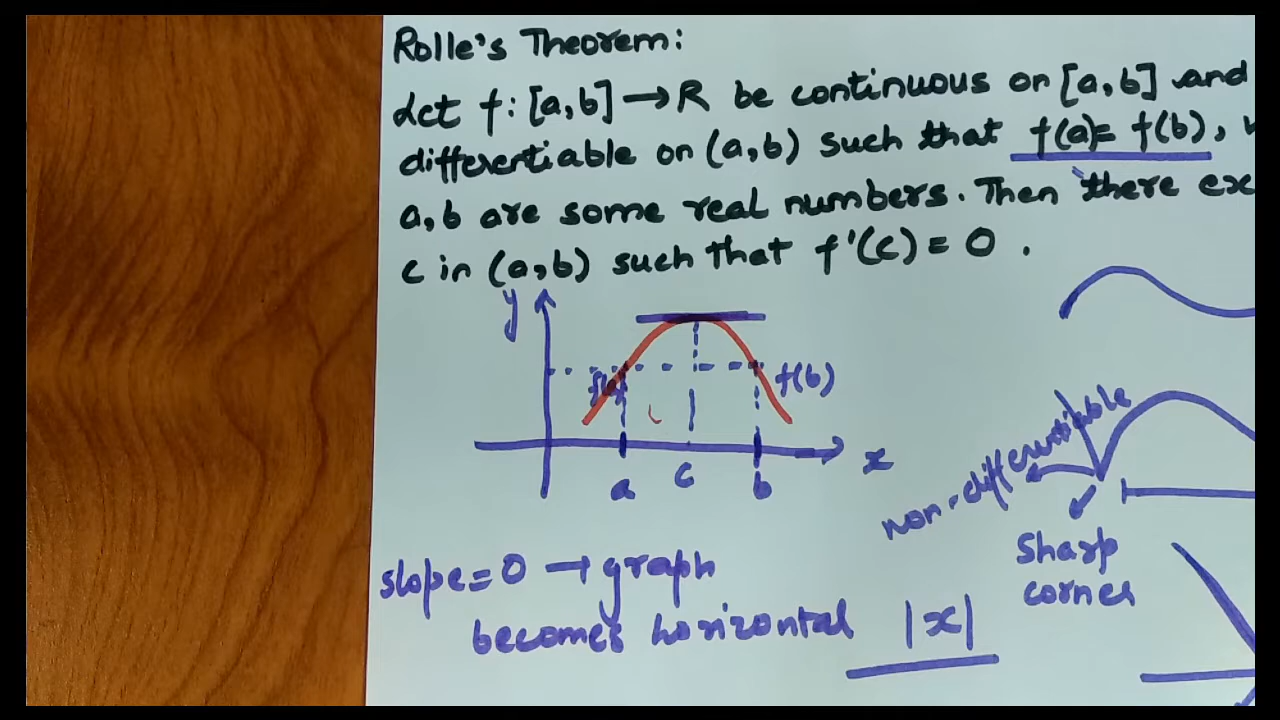 Rolle's Theorem:
Let f: [a,b] → R be continuous on [a,b] and
differentiable on (a,b) such that f(a)= f(b),
a, b are some real numbers. Then there ex
c in (a,b) such that f'(c) = 0 .
y
f(b)
x
a
c
b
non-differentiable
Sharp
corner
slope = 0 → graph
becomes horizontal
|x|